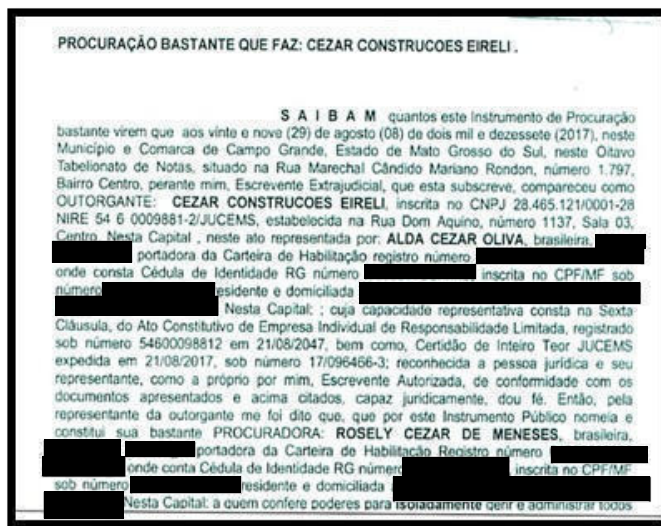 PROCURAÇÃO BASTANTE QUE FAZ: CEZAR CONSTRUCOES EIRELI .
S A I B A M quantos este Instrumento de Procuração
bastante virem que aos vinte e nove (29) de agosto (08) de dois mil e dezessete (2017), neste
Município e Comarca de Campo Grande, Estado de Mato Grosso do Sul, neste Oitavo
Tabelionato de Notas, situado na Rua Marechal Cândido Mariano Rondon, número 1.797,
Bairro Centro, perante mim, Escrevente Extrajudicial, que esta subscreve, compareceu como
OUTORGANTE: CEZAR CONSTRUCOES EIRELI, inscrita no CNPJ 28.465.121/0001-28
NIRE 54 6 0009881-2/JUCEMS, estabelecida na Rua Dom Aquino, número 1137, Sala 03,
Centro, Nesta Capital , neste ato representada por: ALDA CEZAR OLIVA, brasileira,
portadora da Carteira de Habilitação registro número
onde consta Cédula de Identidade RG número inscrita no CPF/MF sob
número residente e domiciliada
Nesta Capital; ; cuja capacidade representativa consta na Sexta
Cláusula, do Ato Constitutivo de Empresa Individual de Responsabilidade Limitada, registrado
sob número 54600098812 em 21/08/2047, bem como, Certidão de Inteiro Teor JUCEMS
expedida em 21/08/2017, sob número 17/096466-3; reconhecida a pessoa jurídica e seu
representante, como a próprio por mim, Escrevente Autorizada, de conformidade com os
documentos apresentados e acima citados, capaz juridicamente, dou fé. Então, pela
representante da outorgante me foi dito que, que por este Instrumento Público nomeia e
constitui sua bastante PROCURADORA: ROSELY CEZAR DE MENESES, brasileira,
portadora da Carteira de Habilitação Registro número
onde conta Cédula de Identidade RG número , inscrita no CPF/MF
sob número residente e domiciliada
Nesta Capital: a quem confere poderes para isoladamente gerir e administrar todos